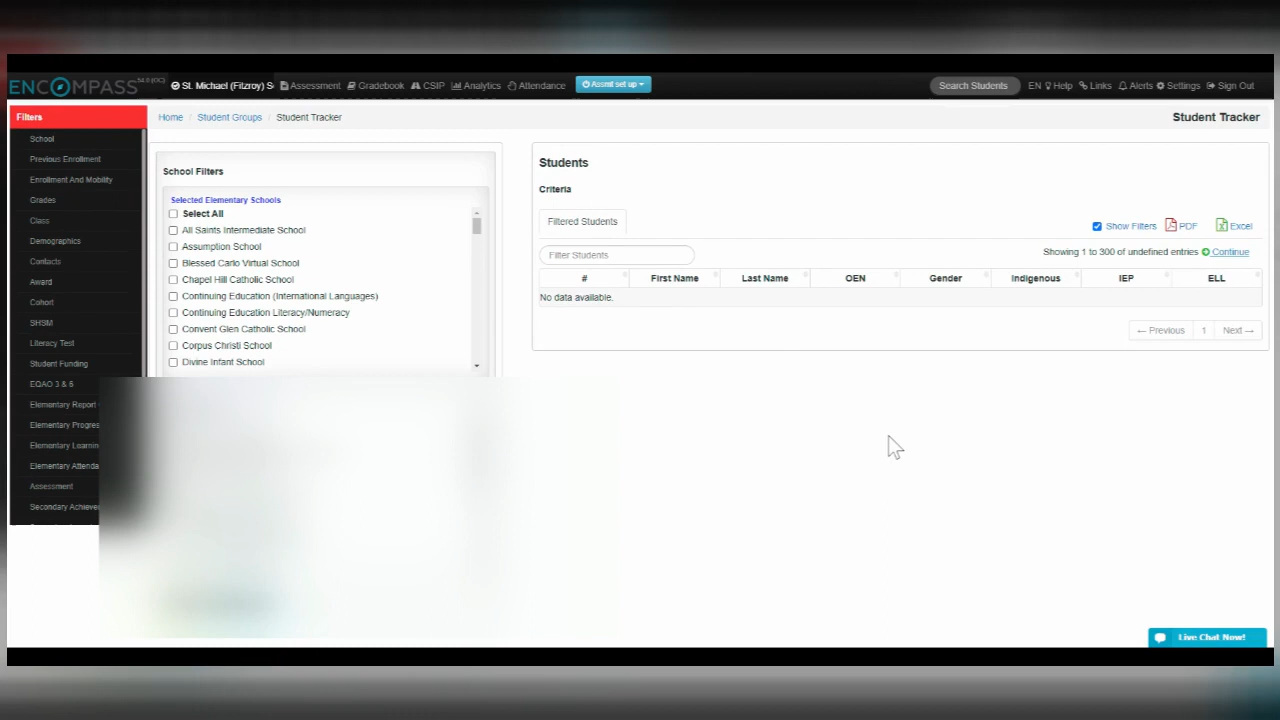 ENCOMPASS
St. Michael (Fitzroy) S Assessment Gradebook CSIP Analytics Attendance Assmt set up Search Students EN Help Links Alerts Settings Sign Out
Filters
School
Previous Enrollment
Enrollment And Mobility
Grades
Class
Demographics
Contacts
Award
Cohort
SHSM
Literacy Test
Student Funding
EQAO 3 & 6
Elementary Report
Elementary Progres
Elementary Learnin
Elementary Attenda
Assessment
Secondary Achieve
Home / Student Groups / Student Tracker
Student Tracker
School Filters
Selected Elementary Schools
Select All
All Saints Intermediate School
Assumption School
Blessed Carlo Virtual School
Chapel Hill Catholic School
Continuing Education (International Languages)
Continuing Education Literacy/Numeracy
Convent Glen Catholic School
Corpus Christi School
Divine Infant School
Students
Criteria
Filtered Students
Show Filters PDF Excel
Filter Students
Showing 1 to 300 of undefined entries Continue
# First Name Last Name OEN Gender Indigenous IEP ELL
No data available.
← Previous 1 Next →
Live Chat Now!